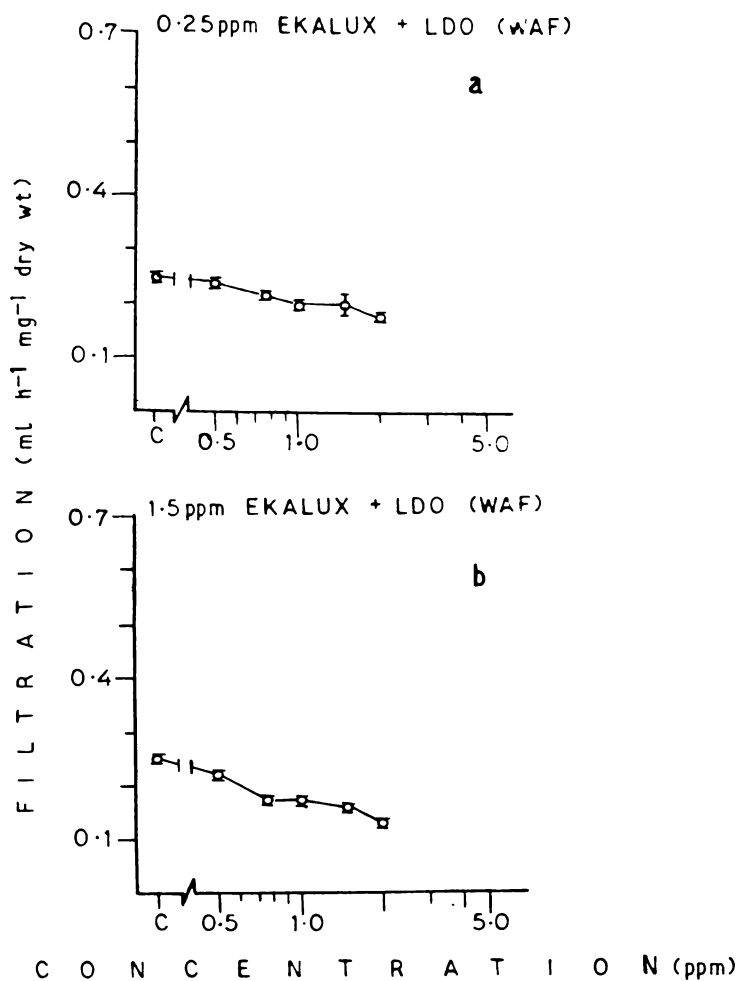 0.25ppm EKALUX + LDO (WAF)
a
0.7
0.4
0.1
C 0.5 1.0 5.0
1.5ppm EKALUX + LDO (WAF)
b
0.7
0.4
0.1
C 0.5 1.0 5.0
FILTRATION (ml h⁻¹ mg⁻¹ dry wt)
CONCENTRATION (ppm)